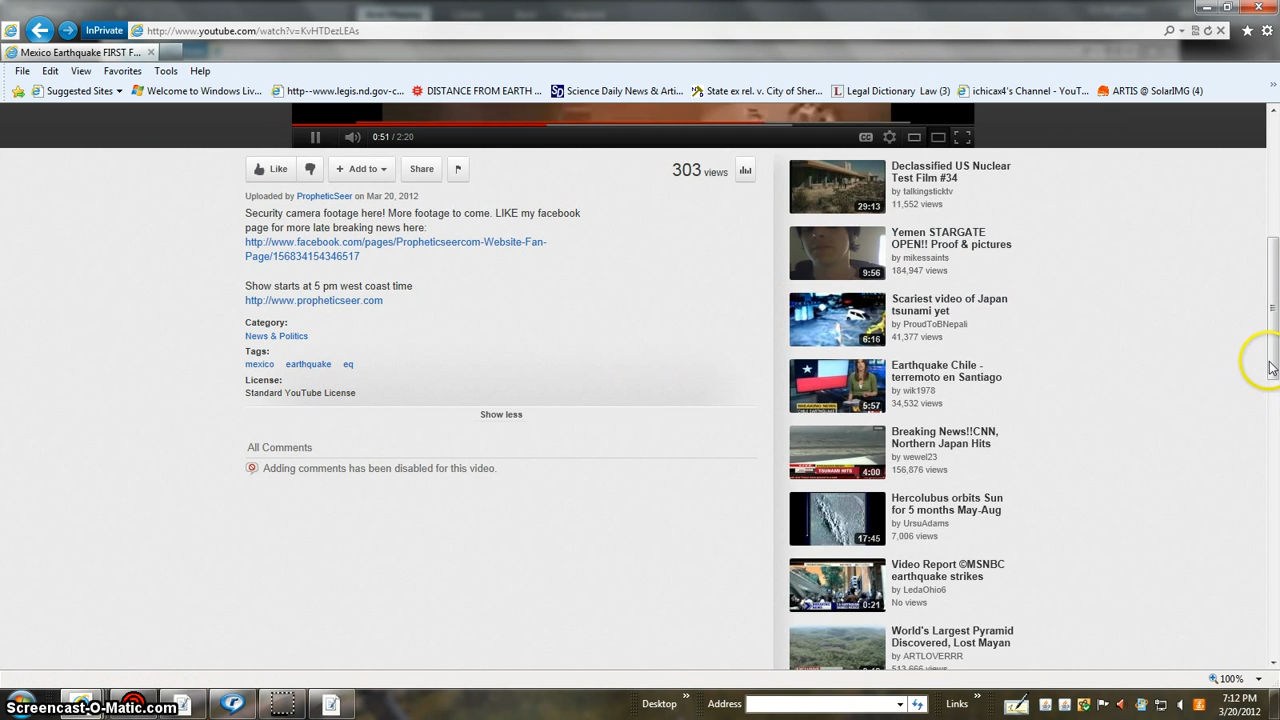 InPrivate
http://www.youtube.com/watch?v=KvHTDezLEAs
Mexico Earthquake FIRST F...
File Edit View Favorites Tools Help
Suggested Sites
Welcome to Windows Liv...
http--www.legis.nd.gov-c...
DISTANCE FROM EARTH ...
Science Daily News & Arti...
State ex rel. v. City of Sher...
Legal Dictionary Law (3)
ichicax4's Channel - YouT...
ARTIS @ SolarIMG (4)
0:51 / 2:20
CC
Like
Add to
Share
303 views
Uploaded by PropheticSeer on Mar 20, 2012
Security camera footage here! More footage to come. LIKE my facebook
page for more late breaking news here:
http://www.facebook.com/pages/Propheticseercom-Website-Fan-
Page/156834154346517
Show starts at 5 pm west coast time
http://www.propheticseer.com
Category:
News & Politics
Tags:
mexico earthquake eq
License:
Standard YouTube License
Show less
All Comments
Adding comments has been disabled for this video.
29:13
Declassified US Nuclear
Test Film #34
by talkingsticktv
11,552 views
9:56
Yemen STARGATE
OPEN!! Proof & pictures
by mikessaints
184,947 views
6:16
Scariest video of Japan
tsunami yet
by ProudToBNepali
41,377 views
5:57
Earthquake Chile -
terremoto en Santiago
by wik1978
34,532 views
4:00
Breaking News!!CNN,
Northern Japan Hits
by wewel23
156,876 views
17:45
Hercolubus orbits Sun
for 5 months May-Aug
by UrsuAdams
7,006 views
0:21
Video Report ©MSNBC
earthquake strikes
by LedaOhio6
No views
World's Largest Pyramid
Discovered, Lost Mayan
by ARTLOVERRR
513,666 views
100%
Screencast-O-Matic.com
Desktop
Address
Links
7:12 PM
3/20/2012